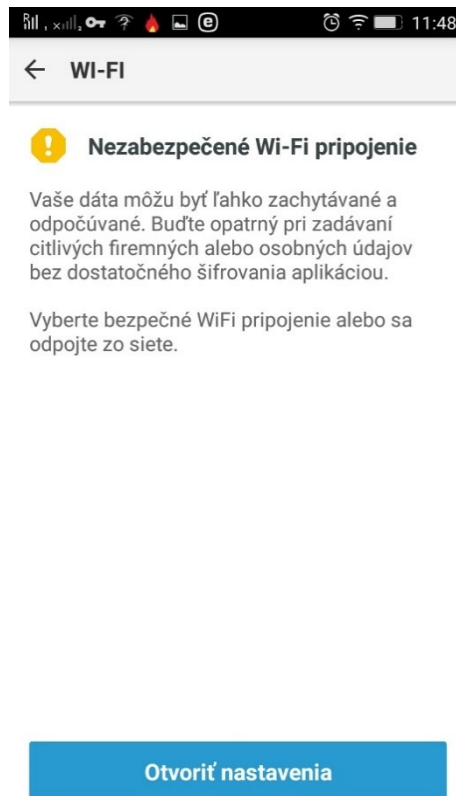 11:48
WI-FI
Nezabezpečené Wi-Fi pripojenie
Vaše dáta môžu byť ľahko zachytávané a
odpočúvané. Buďte opatrný pri zadávaní
citlivých firemných alebo osobných údajov
bez dostatočného šifrovania aplikáciou.
Vyberte bezpečné WiFi pripojenie alebo sa
odpojte zo siete.
Otvoriť nastavenia